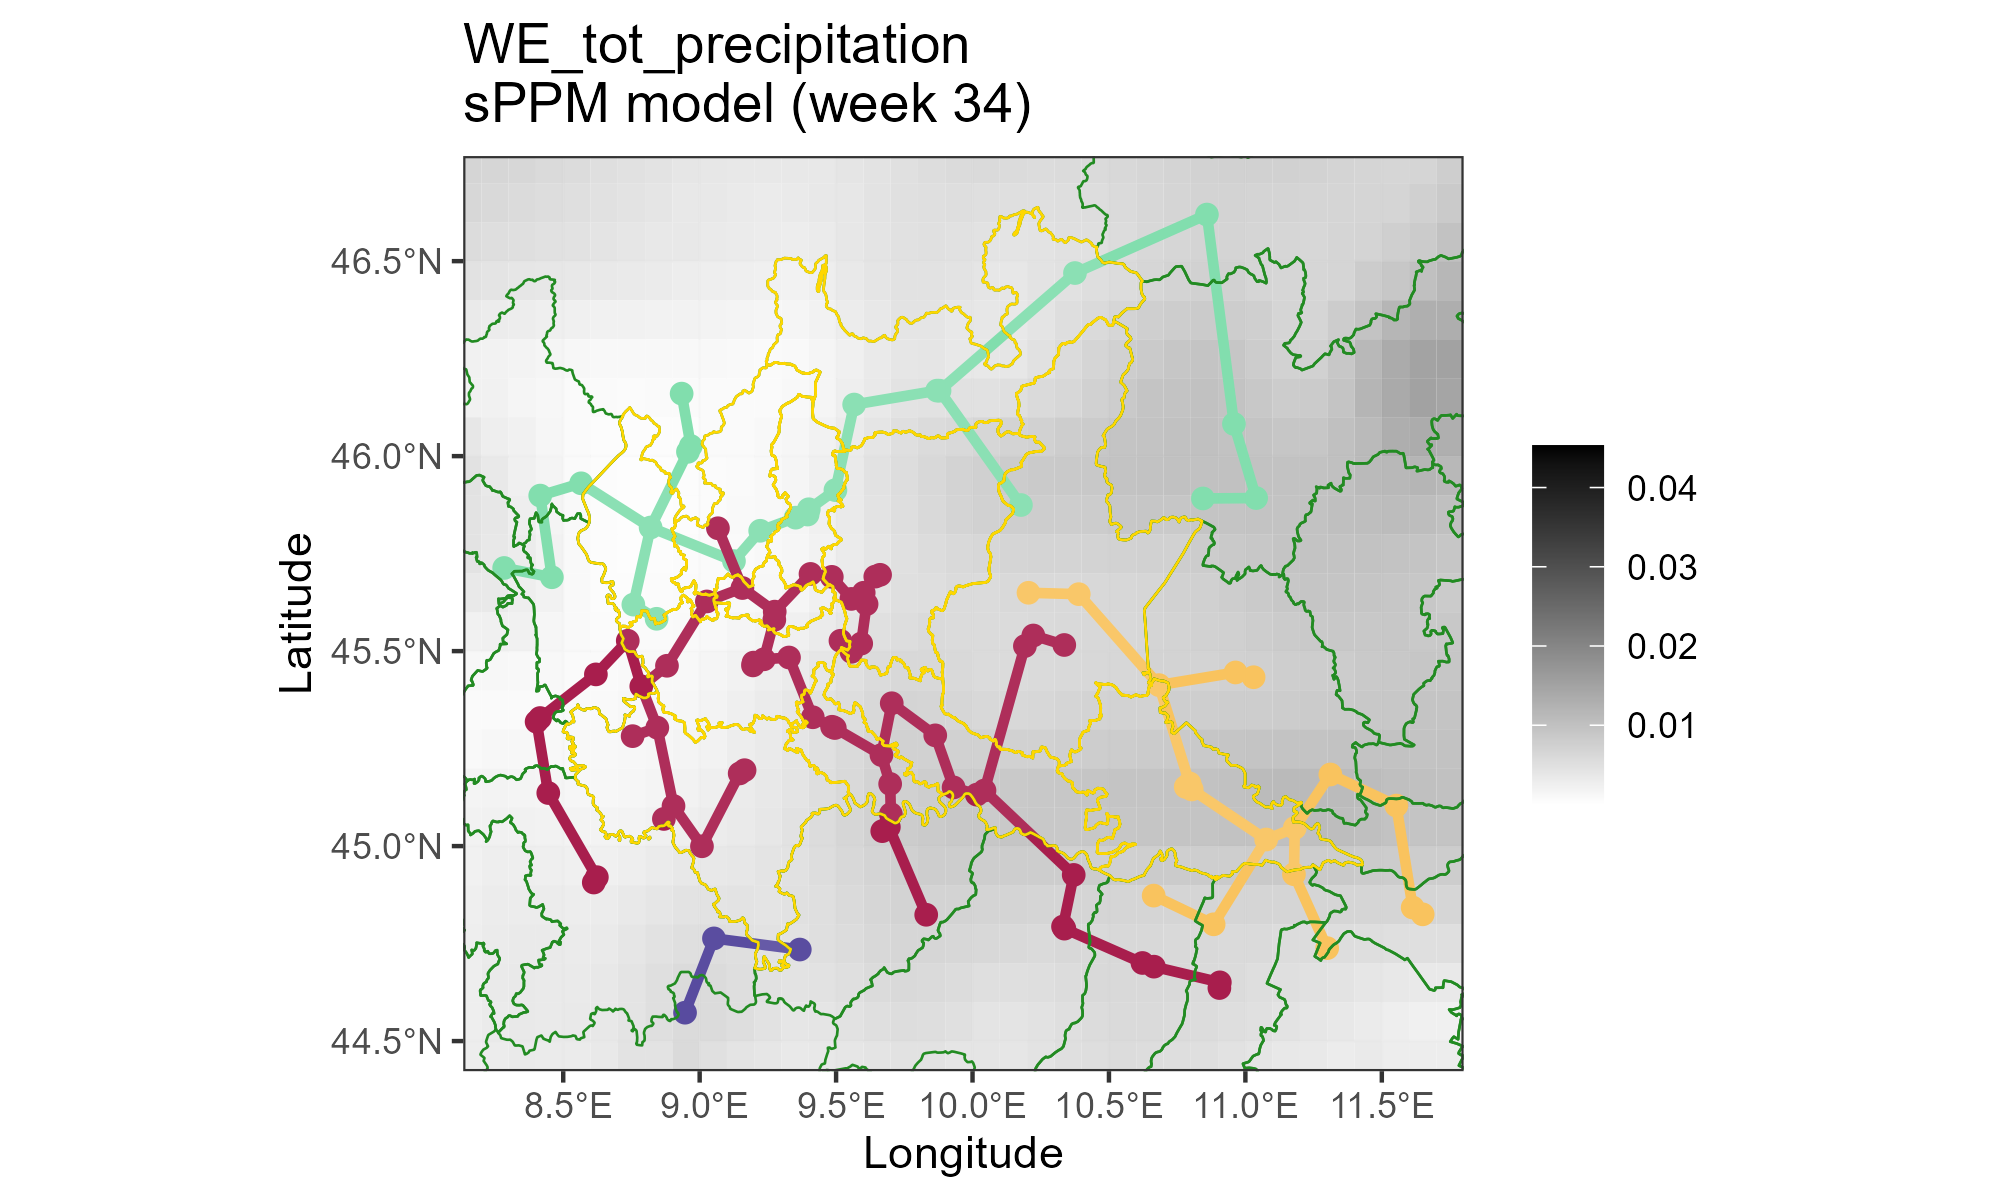 WE_tot_precipitation
sPPM model (week 34)
46.5°N
46.0°N
45.5°N
45.0°N
44.5°N
Latitude
8.5°E
9.0°E
9.5°E
10.0°E
10.5°E
11.0°E
11.5°E
Longitude
0.04
0.03
0.02
0.01